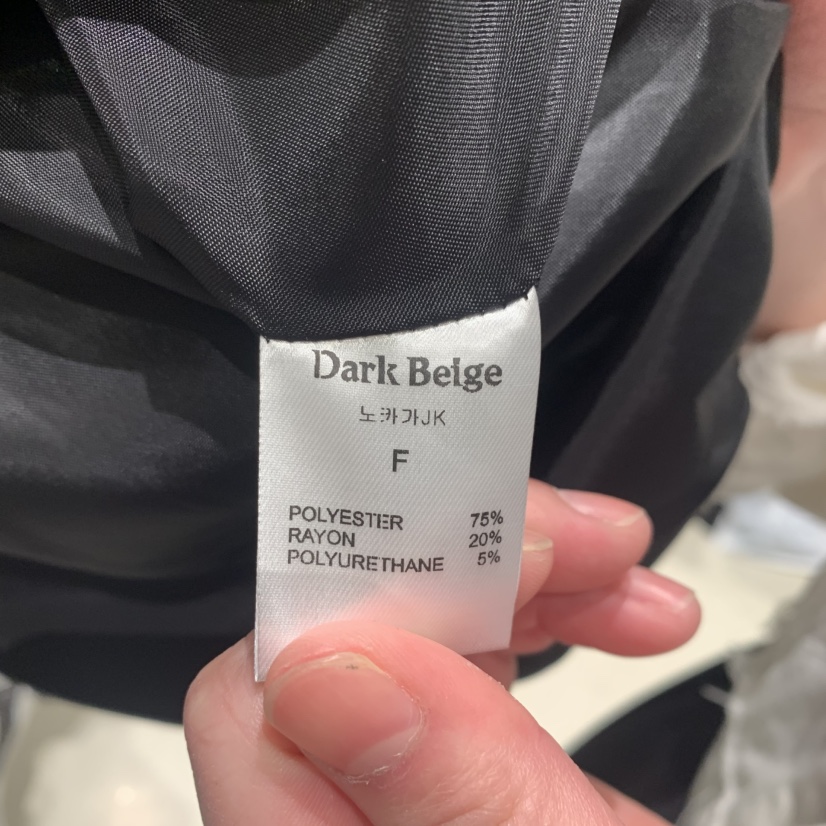 Dark Beige
노카가JK
F
POLYESTER 75%
RAYON 20%
POLYURETHANE 5%